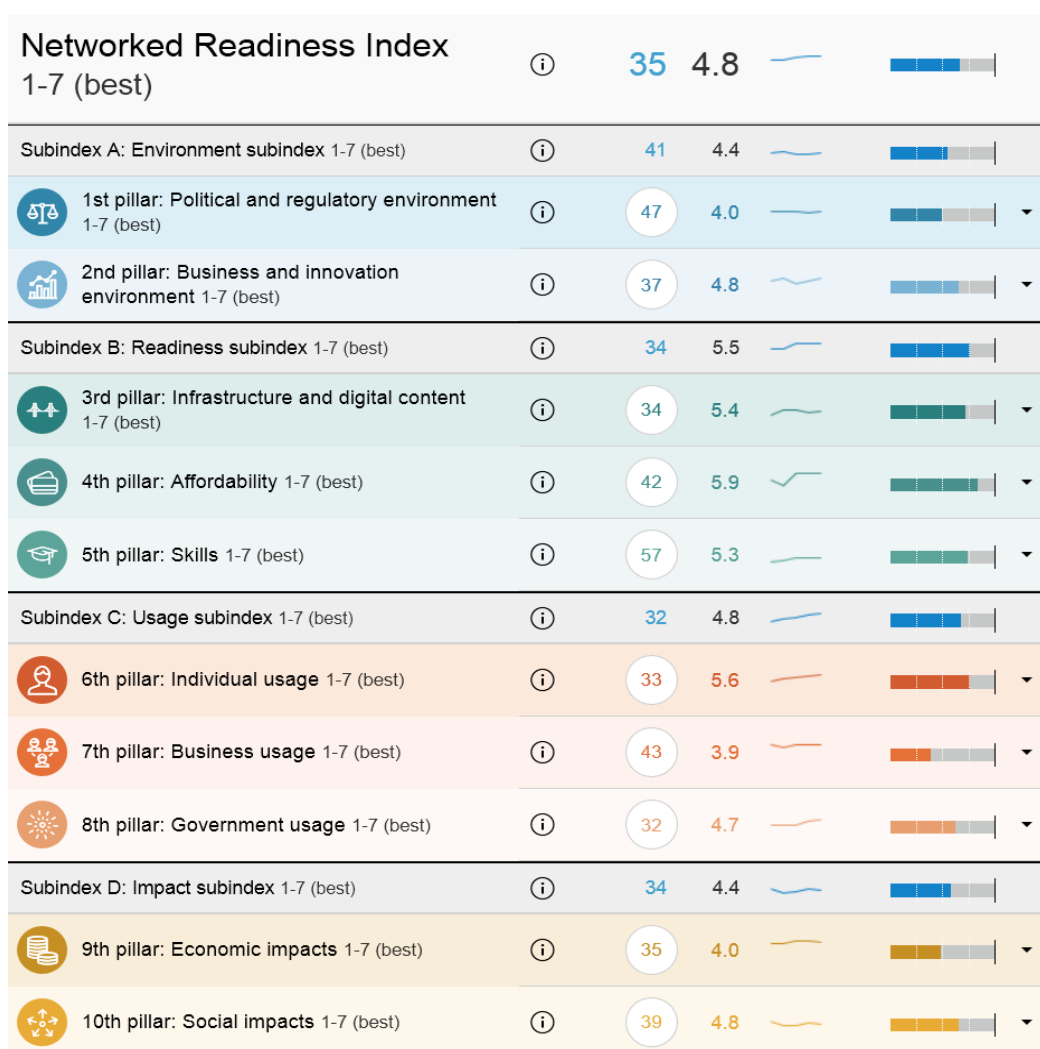 Networked Readiness Index
1-7 (best)
35 4.8
Subindex A: Environment subindex 1-7 (best) 41 4.4
1st pillar: Political and regulatory environment
1-7 (best)
47 4.0
2nd pillar: Business and innovation
environment 1-7 (best)
37 4.8
Subindex B: Readiness subindex 1-7 (best) 34 5.5
3rd pillar: Infrastructure and digital content
1-7 (best)
34 5.4
4th pillar: Affordability 1-7 (best) 42 5.9
5th pillar: Skills 1-7 (best) 57 5.3
Subindex C: Usage subindex 1-7 (best) 32 4.8
6th pillar: Individual usage 1-7 (best) 33 5.6
7th pillar: Business usage 1-7 (best) 43 3.9
8th pillar: Government usage 1-7 (best) 32 4.7
Subindex D: Impact subindex 1-7 (best) 34 4.4
9th pillar: Economic impacts 1-7 (best) 35 4.0
10th pillar: Social impacts 1-7 (best) 39 4.8